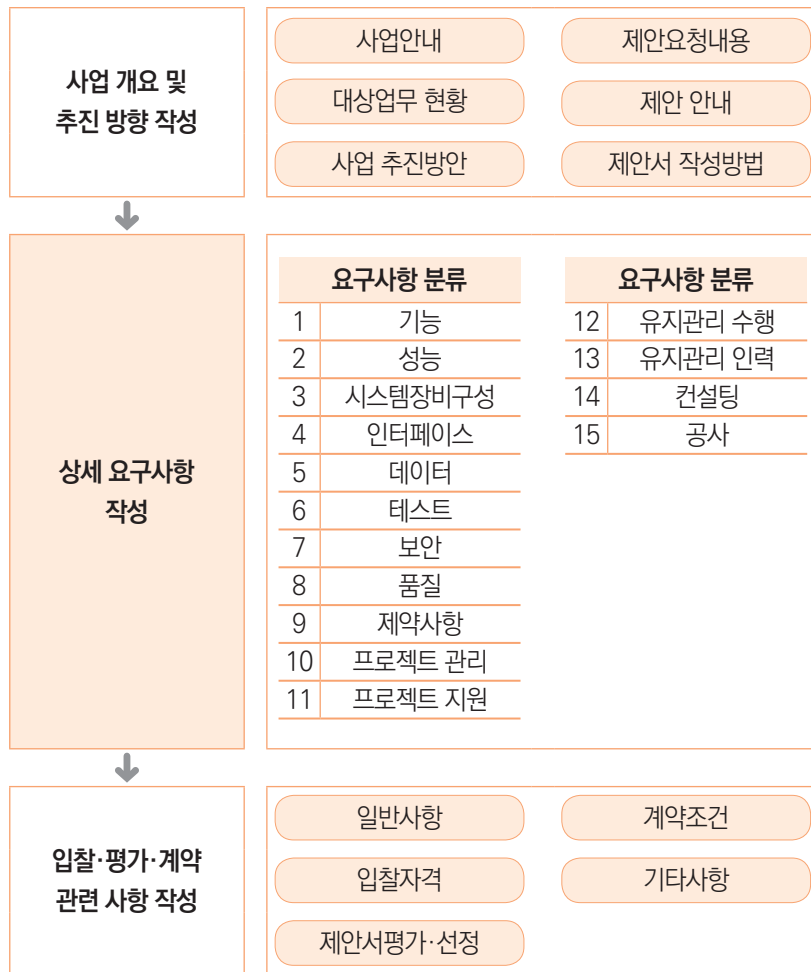 사업 개요 및
추진 방향 작성
사업안내
제안요청내용
대상업무 현황
제안 안내
사업 추진방안
제안서 작성방법
상세 요구사항
작성
요구사항 분류
1 기능
2 성능
3 시스템장비구성
4 인터페이스
5 데이터
6 테스트
7 보안
8 품질
9 제약사항
10 프로젝트 관리
11 프로젝트 지원
요구사항 분류
12 유지관리 수행
13 유지관리 인력
14 컨설팅
15 공사
입찰·평가·계약
관련 사항 작성
일반사항
계약조건
입찰자격
기타사항
제안서평가·선정